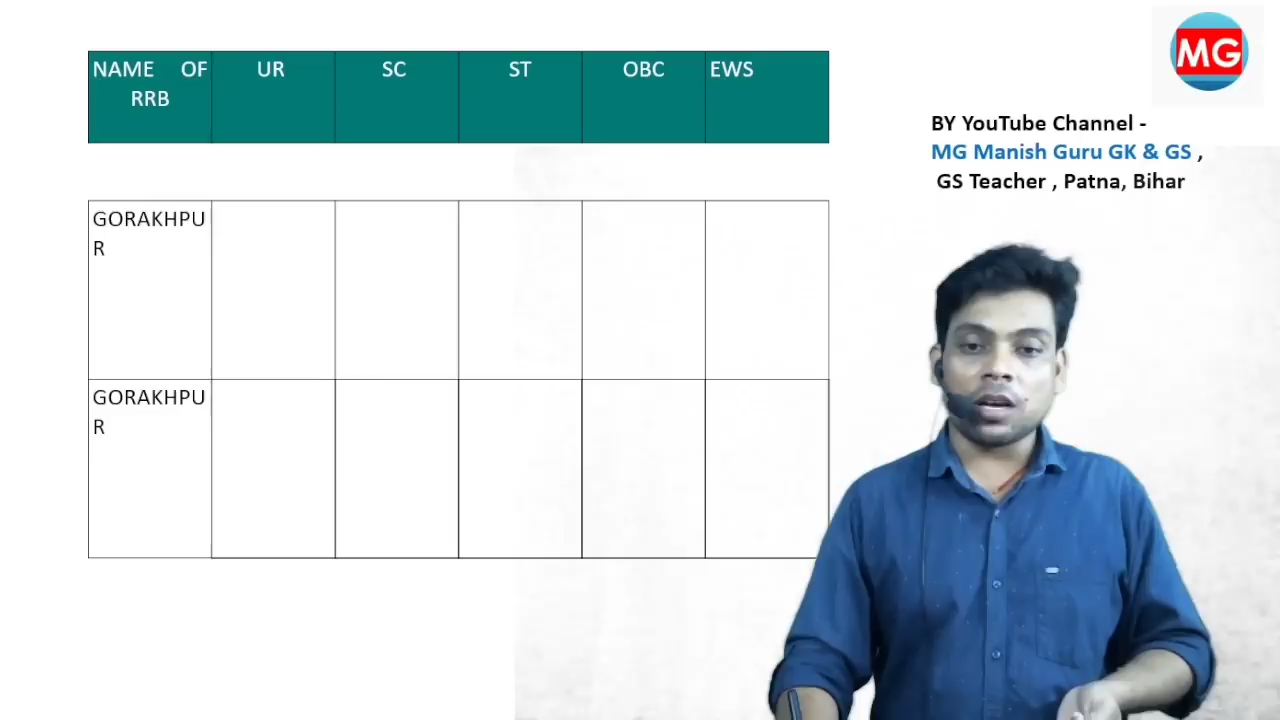 NAME OF
RRB
UR
SC
ST
OBC
EWS
MG
BY YouTube Channel -
MG Manish Guru GK & GS ,
GS Teacher , Patna, Bihar
GORAKHPU
R
GORAKHPU
R